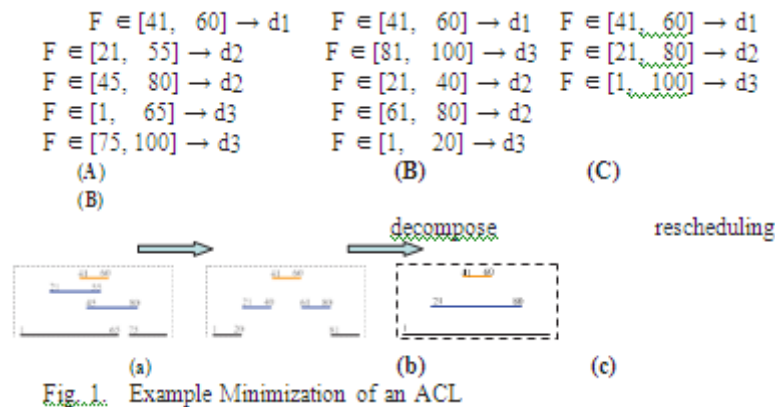 F ∈ [41, 60] → d1 F ∈ [41, 60] → d1 F ∈ [41, 60] → d1
F ∈ [21, 55] → d2 F ∈ [81, 100] → d3 F ∈ [21, 80] → d2
F ∈ [45, 80] → d2 F ∈ [21, 40] → d2 F ∈ [1, 100] → d3
F ∈ [1, 65] → d3 F ∈ [61, 80] → d2
F ∈ [75, 100] → d3 F ∈ [1, 20] → d3
(A) (B) (C)
(B)
decompose rescheduling
41 60 41 60 41 60
21 55
45 80 21 40 61 80 80
1 65 75 1 20 81 1
(a) (b) (c)
Fig. 1. Example Minimization of an ACL